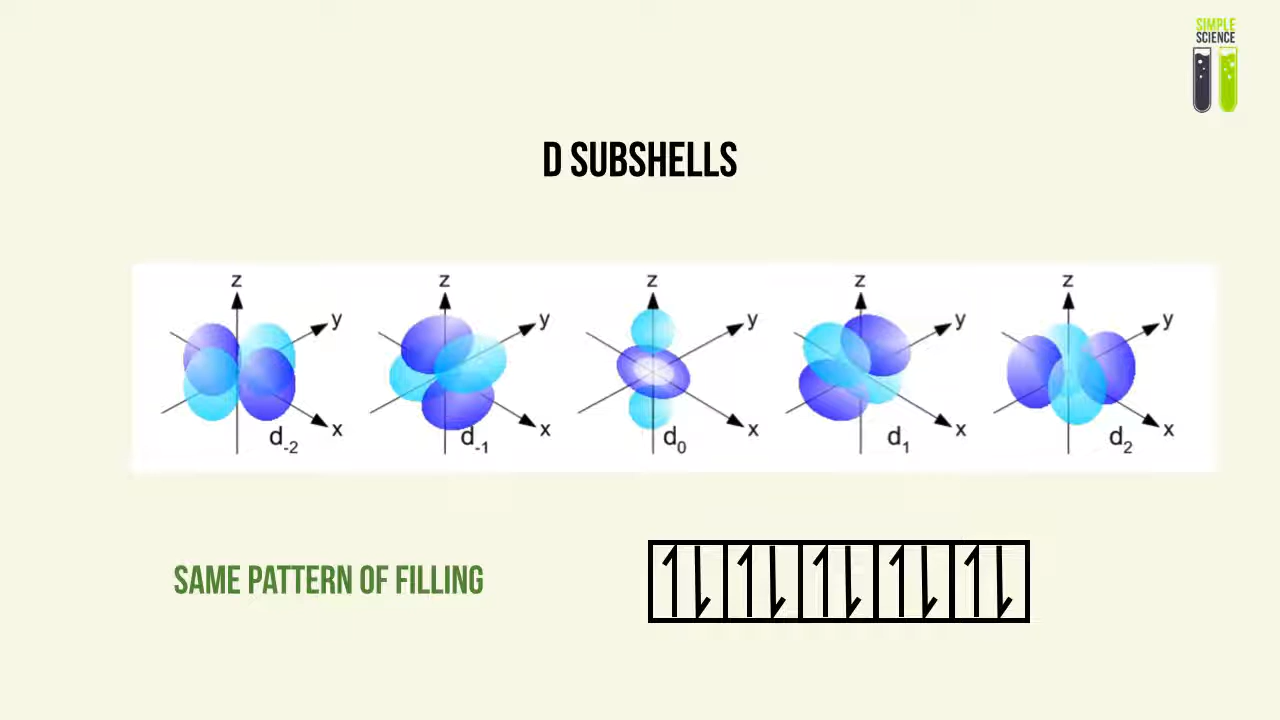 SIMPLE
SCIENCE
D SUBSHELLS
z z z z z
y y y y y
x x x x x
d-2 d-1 d0 d1 d2
SAME PATTERN OF FILLING